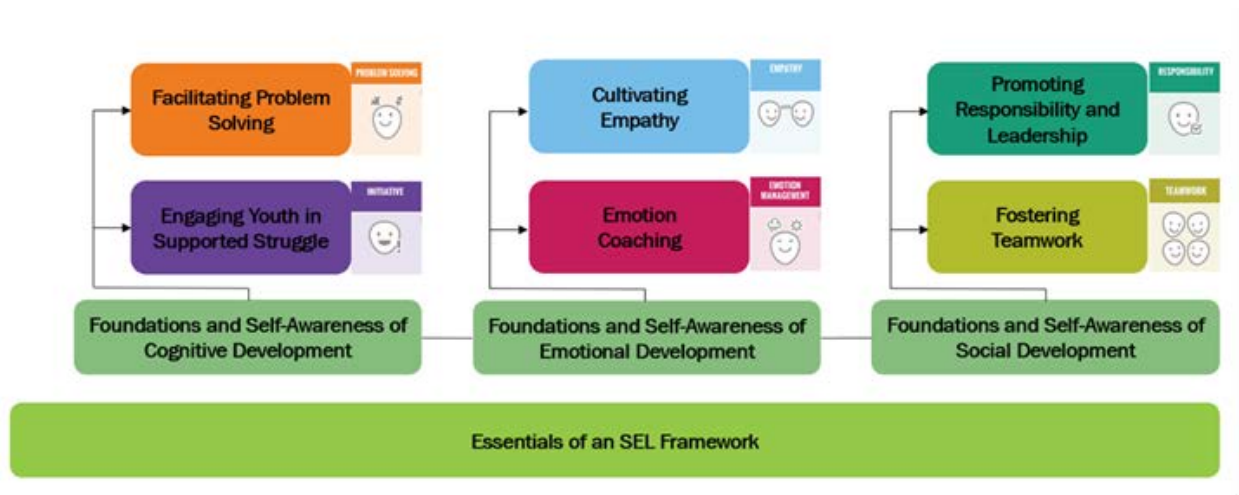 Facilitating Problem
Solving
PROBLEM SOLVING
Cultivating
Empathy
EMPATHY
Promoting
Responsibility and
Leadership
RESPONSIBILITY
Engaging Youth in
Supported Struggle
INITIATIVE
Emotion
Coaching
EMOTION
MANAGEMENT
Fostering
Teamwork
TEAMWORK
Foundations and Self-Awareness of
Cognitive Development
Foundations and Self-Awareness of
Emotional Development
Foundations and Self-Awareness of
Social Development
Essentials of an SEL Framework